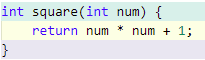 int square(int num) {
    return num * num + 1;
}